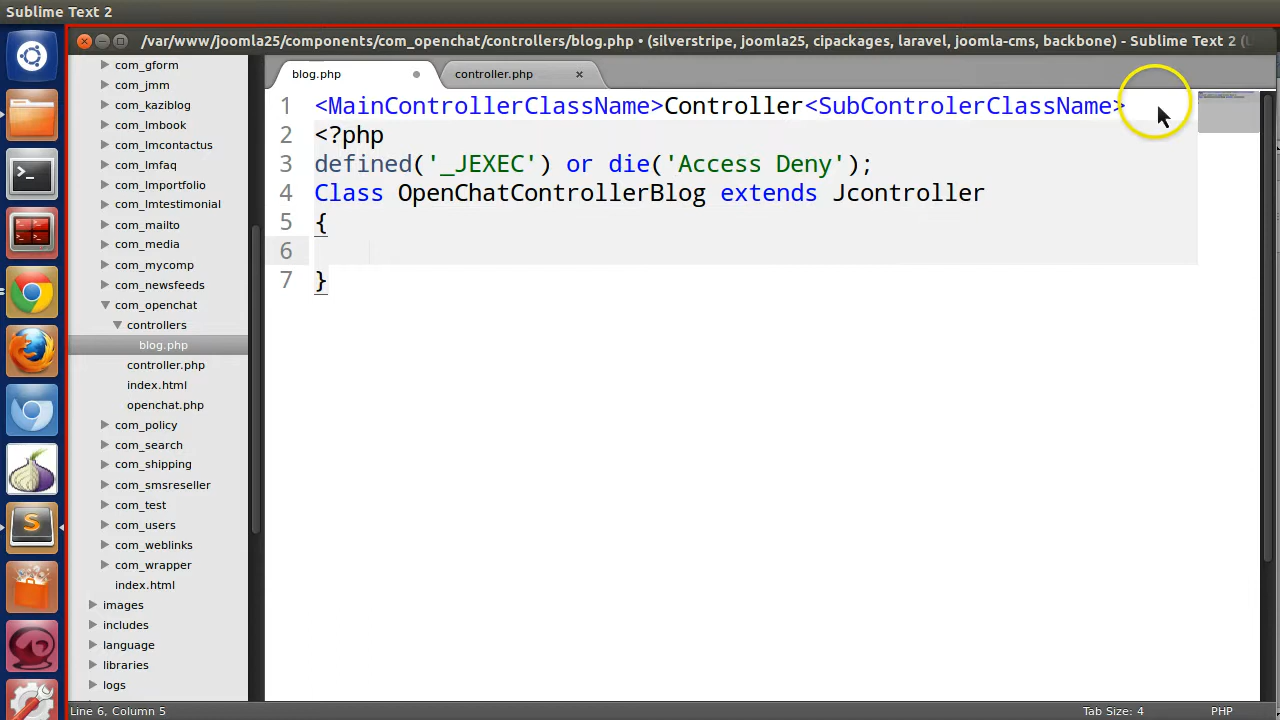 Sublime Text 2
/var/www/joomla25/components/com_openchat/controllers/blog.php • (silverstripe, joomla25, cipackages, laravel, joomla-cms, backbone) - Sublime Text 2 (
com_gform
com_jmm
com_kaziblog
com_lmbook
com_lmcontactus
com_lmfaq
com_lmportfolio
com_lmtestimonial
com_mailto
com_media
com_mycomp
com_newsfeeds
com_openchat
controllers
blog.php
controller.php
index.html
openchat.php
com_policy
com_search
com_shipping
com_smsreseller
com_test
com_users
com_weblinks
com_wrapper
index.html
images
includes
language
libraries
logs
blog.php
controller.php ×
1 <MainControllerClassName>Controller<SubControlerClassName>
2 <?php
3 defined('_JEXEC') or die('Access Deny');
4 Class OpenChatControllerBlog extends Jcontroller
5 {
6
7 }
Line 6, Column 5
Tab Size: 4
PHP